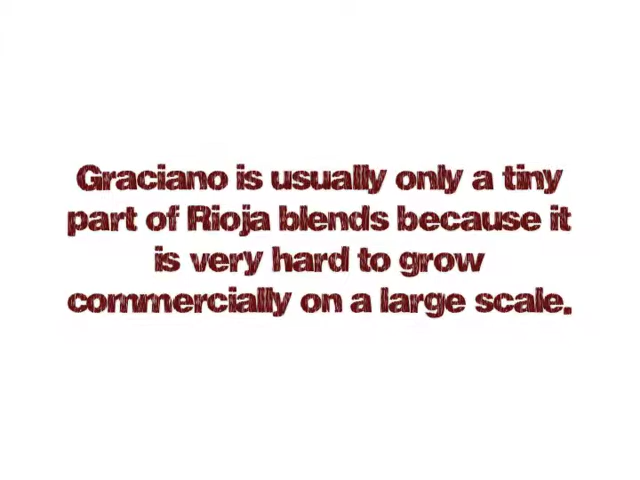 Graciano is usually only a tiny
part of Rioja blends because it
is very hard to grow
commercially on a large scale.